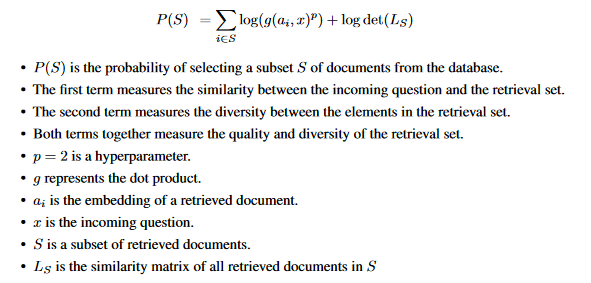 P(S) = ∑_{i∈S} log(g(a_i, x)^p) + log det(L_S)
• P(S) is the probability of selecting a subset S of documents from the database.
• The first term measures the similarity between the incoming question and the retrieval set.
• The second term measures the diversity between the elements in the retrieval set.
• Both terms together measure the quality and diversity of the retrieval set.
• p = 2 is a hyperparameter.
• g represents the dot product.
• a_i is the embedding of a retrieved document.
• x is the incoming question.
• S is a subset of retrieved documents.
• L_S is the similarity matrix of all retrieved documents in S